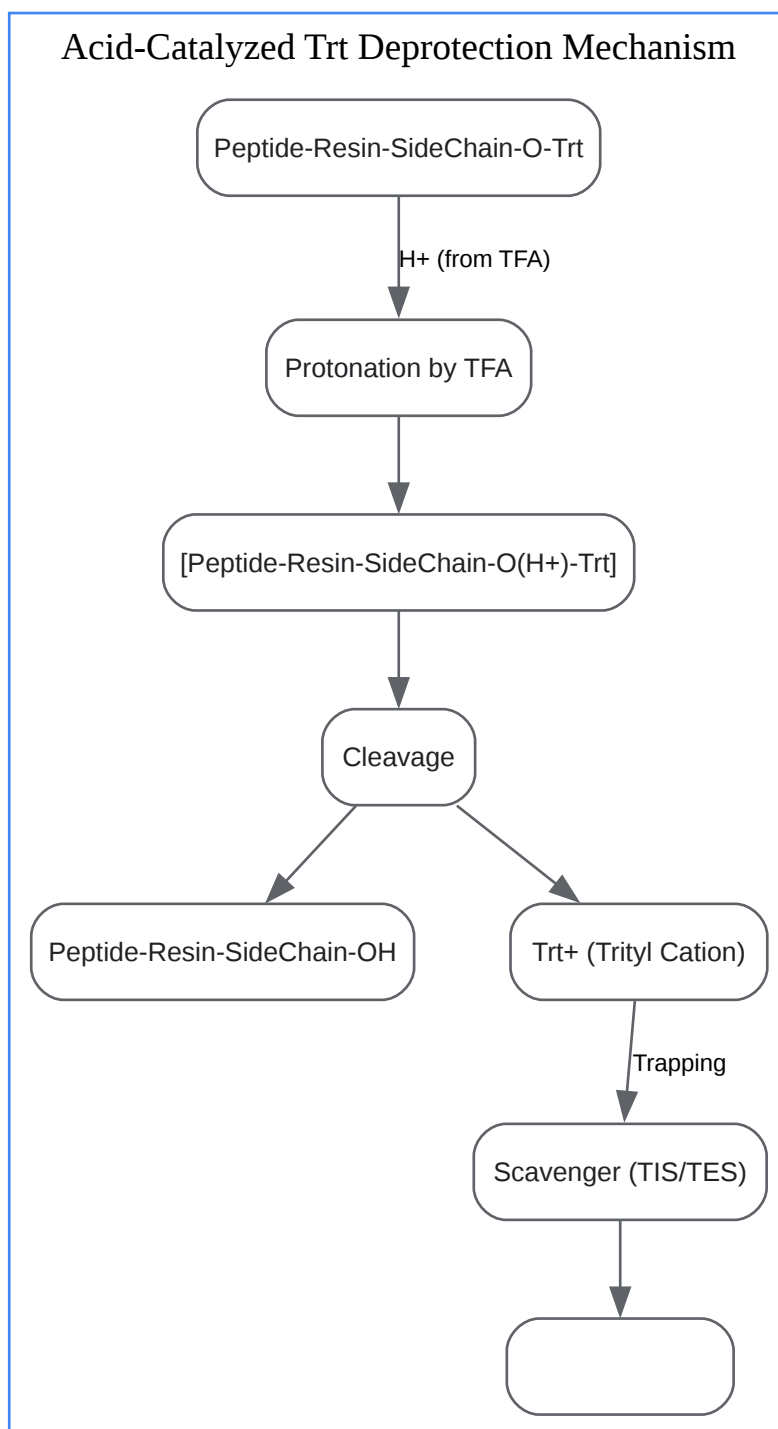 Acid-Catalyzed Trt Deprotection Mechanism
Peptide-Resin-SideChain-O-Trt
H+ (from TFA)
Protonation by TFA
[Peptide-Resin-SideChain-O(H+)-Trt]
Cleavage
Peptide-Resin-SideChain-OH
Trt+ (Trityl Cation)
Trapping
Scavenger (TIS/TES)